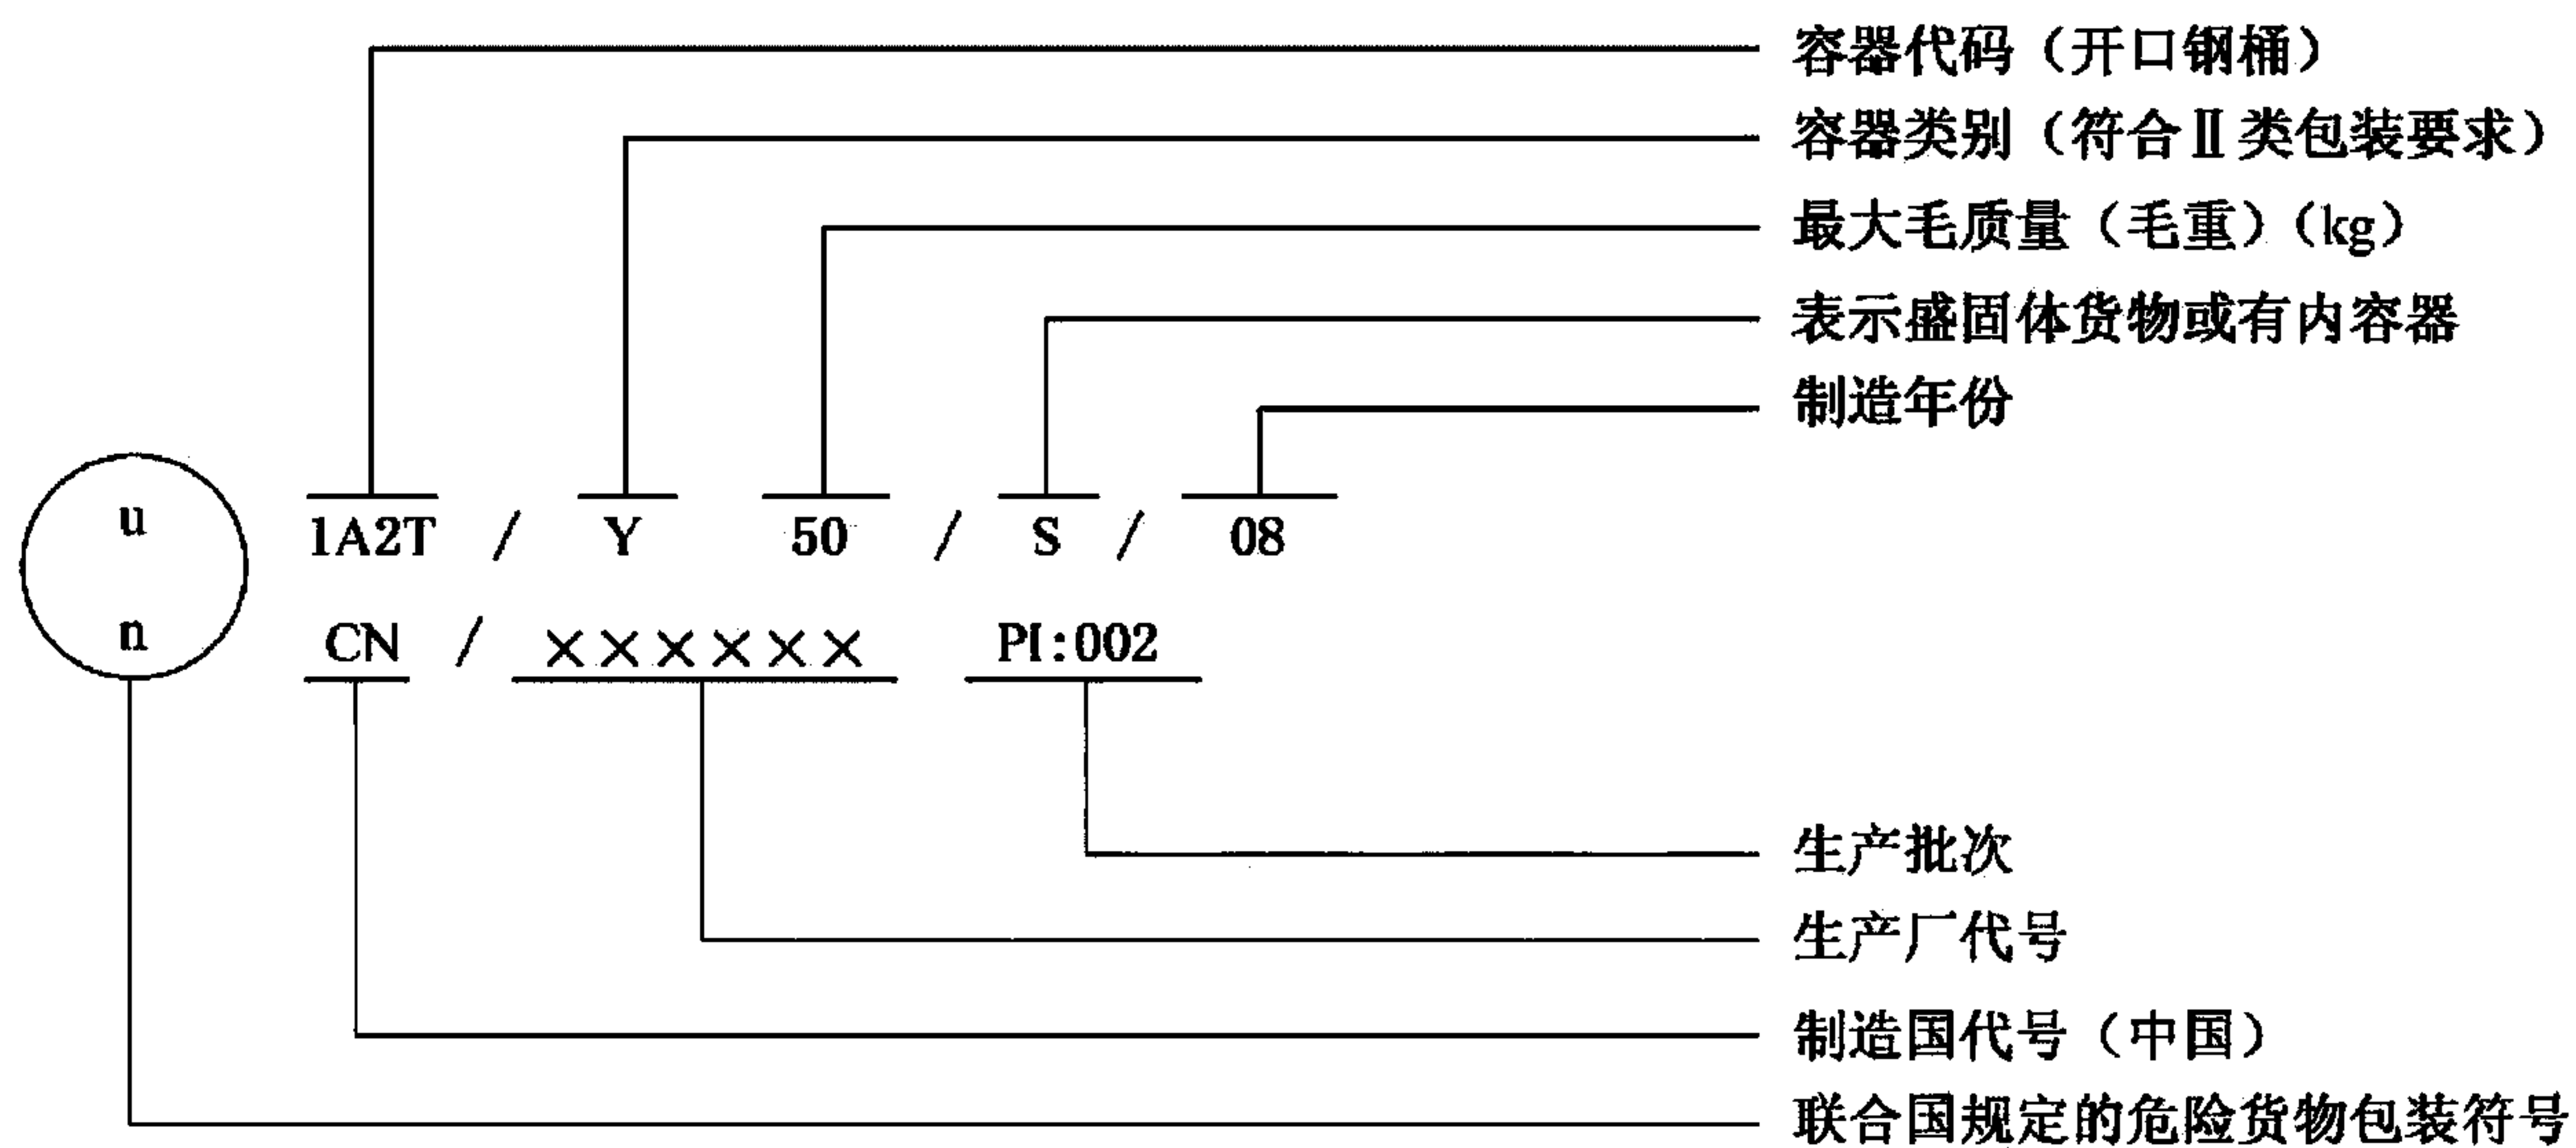 容器代码（开口钢桶）
容器类别（符合Ⅱ类包装要求）
最大毛质量（毛重）（kg）
表示盛固体货物或有内容器
制造年份
u
n
1A2T / Y 50 / S / 08
CN / ×××××× PI:002
生产批次
生产厂代号
制造国代号（中国）
联合国规定的危险货物包装符号